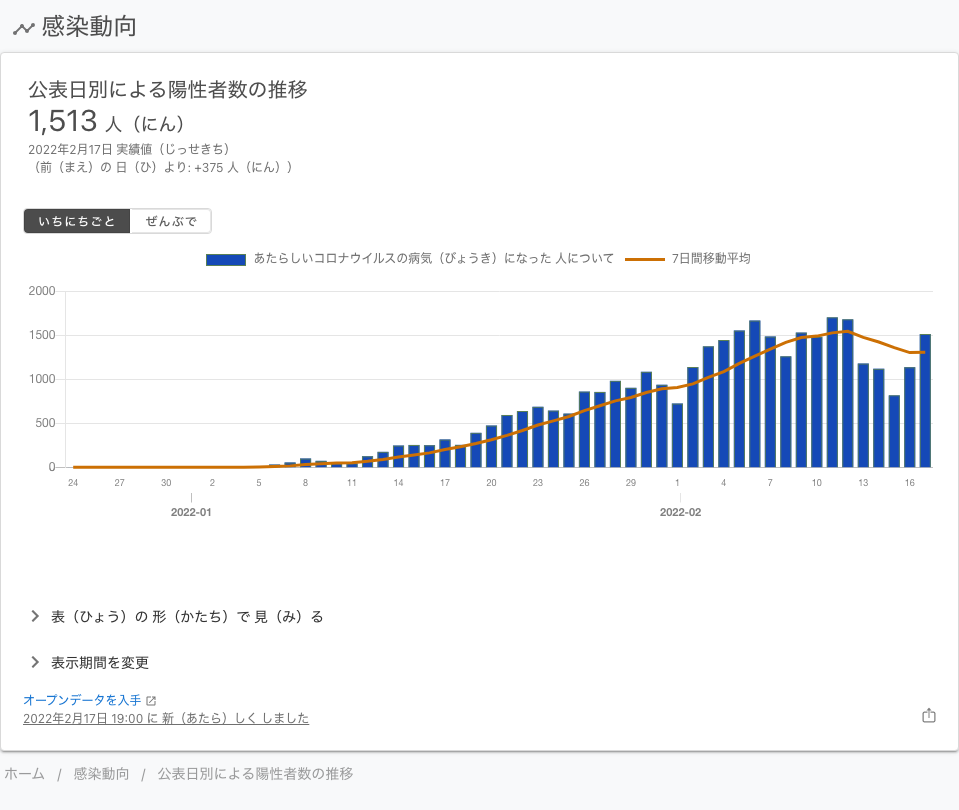 感染動向
公表日別による陽性者数の推移
1,513 人（にん）
2022年2月17日 実績値（じっせきち）
（前（まえ）の 日（ひ）より: +375 人（にん））
いちにちごと ぜんぶで
あたらしいコロナウイルスの病気（びょうき）になった 人について 7日間移動平均
2000
1500
1000
500
0
24 27 30 2 5 8 11 14 17 20 23 26 29 1 4 7 10 13 16
2022-01 2022-02
表（ひょう）の 形（かたち）で 見（み）る
表示期間を変更
オープンデータを入手
2022年2月17日 19:00 に 新（あたら）しく しました
ホーム / 感染動向 / 公表日別による陽性者数の推移